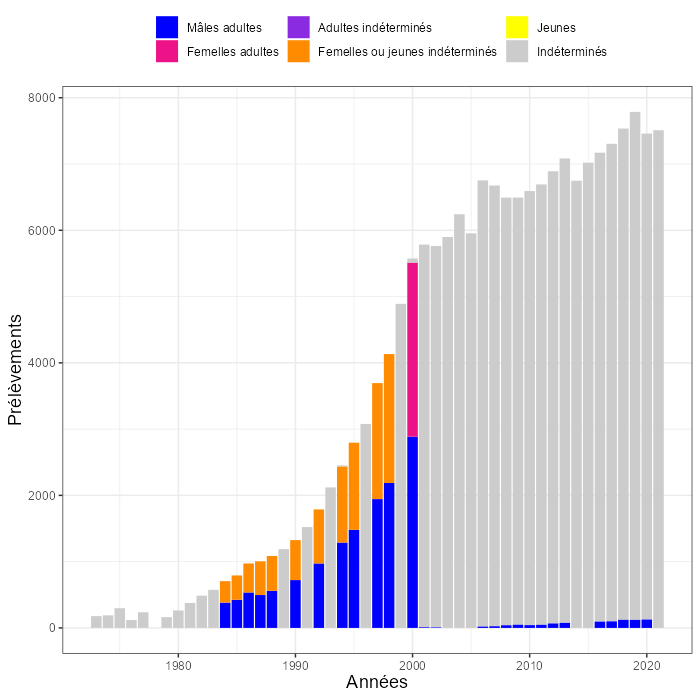 Mâles adultes
Adultes indéterminés
Jeunes
Femelles adultes
Femelles ou jeunes indéterminés
Indéterminés
8000
6000
4000
2000
0
Prélèvements
1980
1990
2000
2010
2020
Années